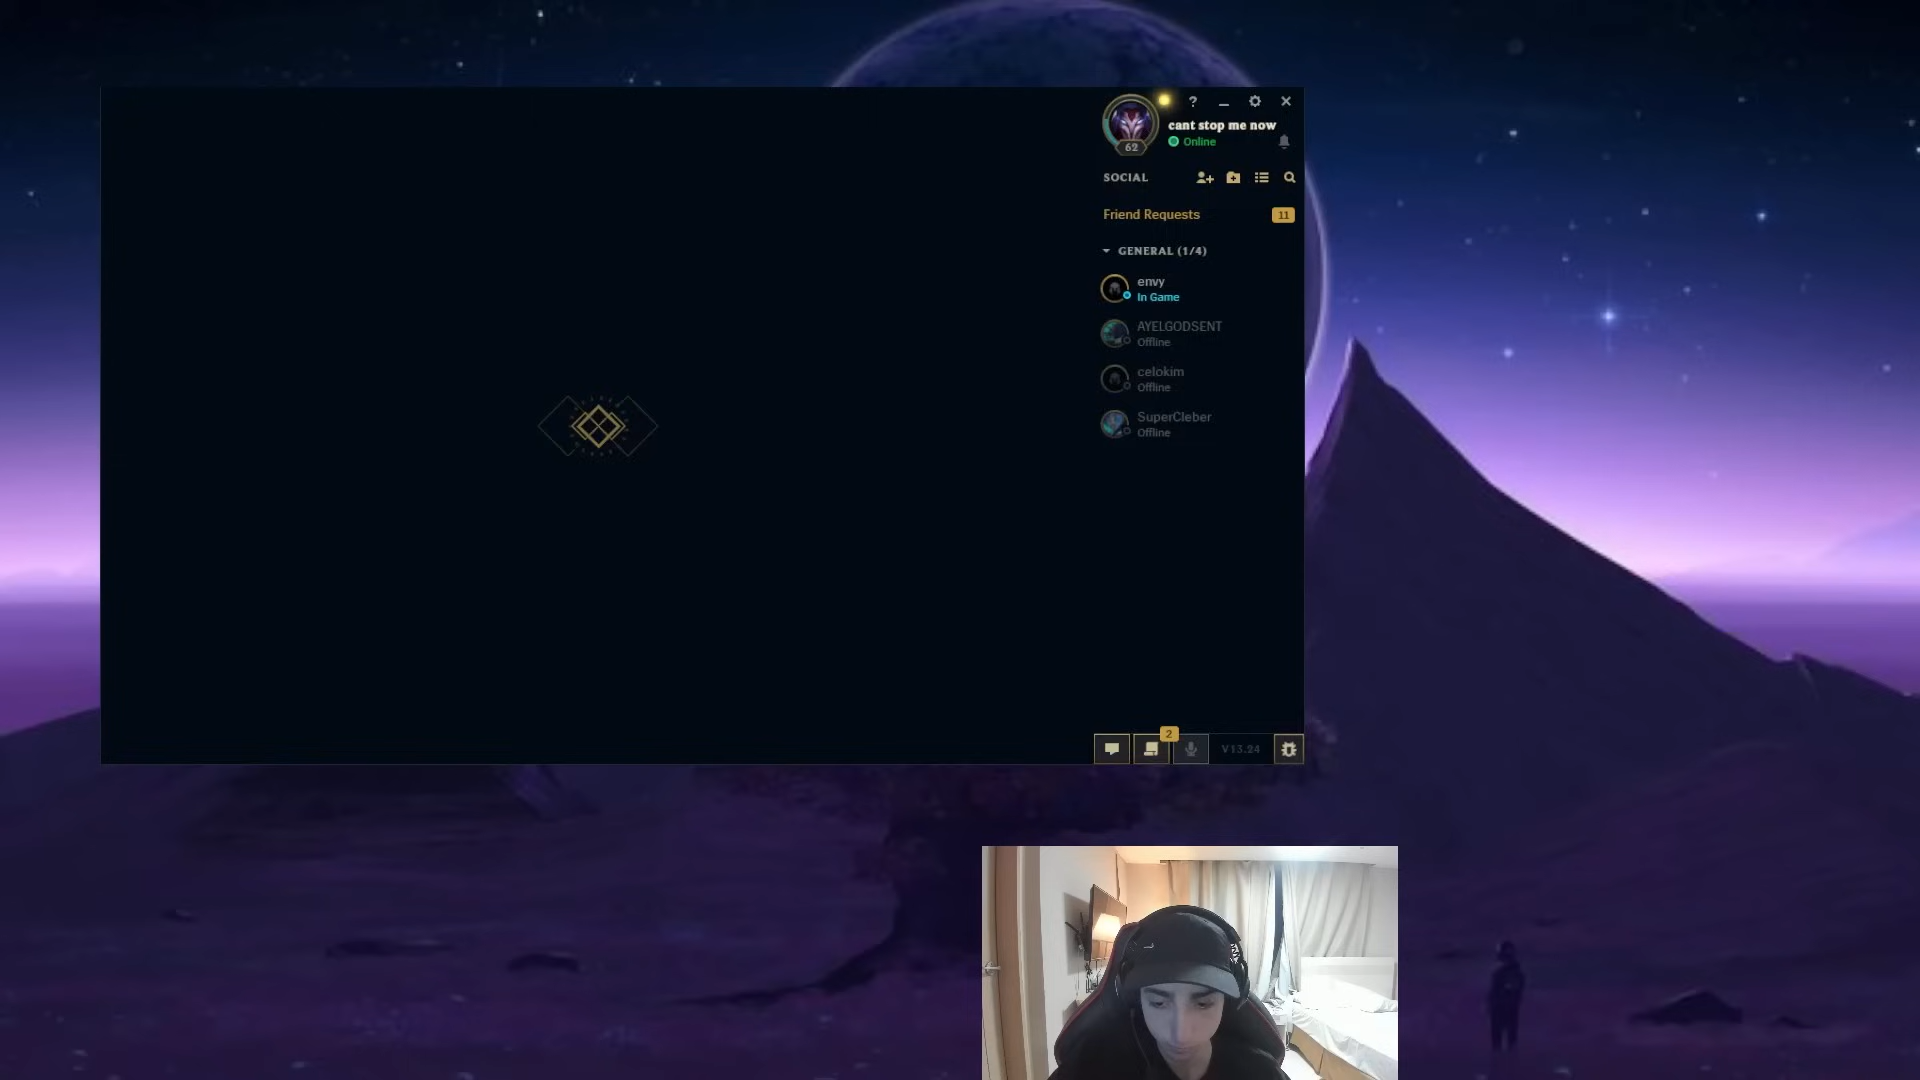 ?
cant stop me now
62
Online
SOCIAL
Friend Requests
11
GENERAL (1/4)
envy
In Game
AYELGODSENT
Offline
celokim
Offline
SuperCleber
Offline
2
V13.24